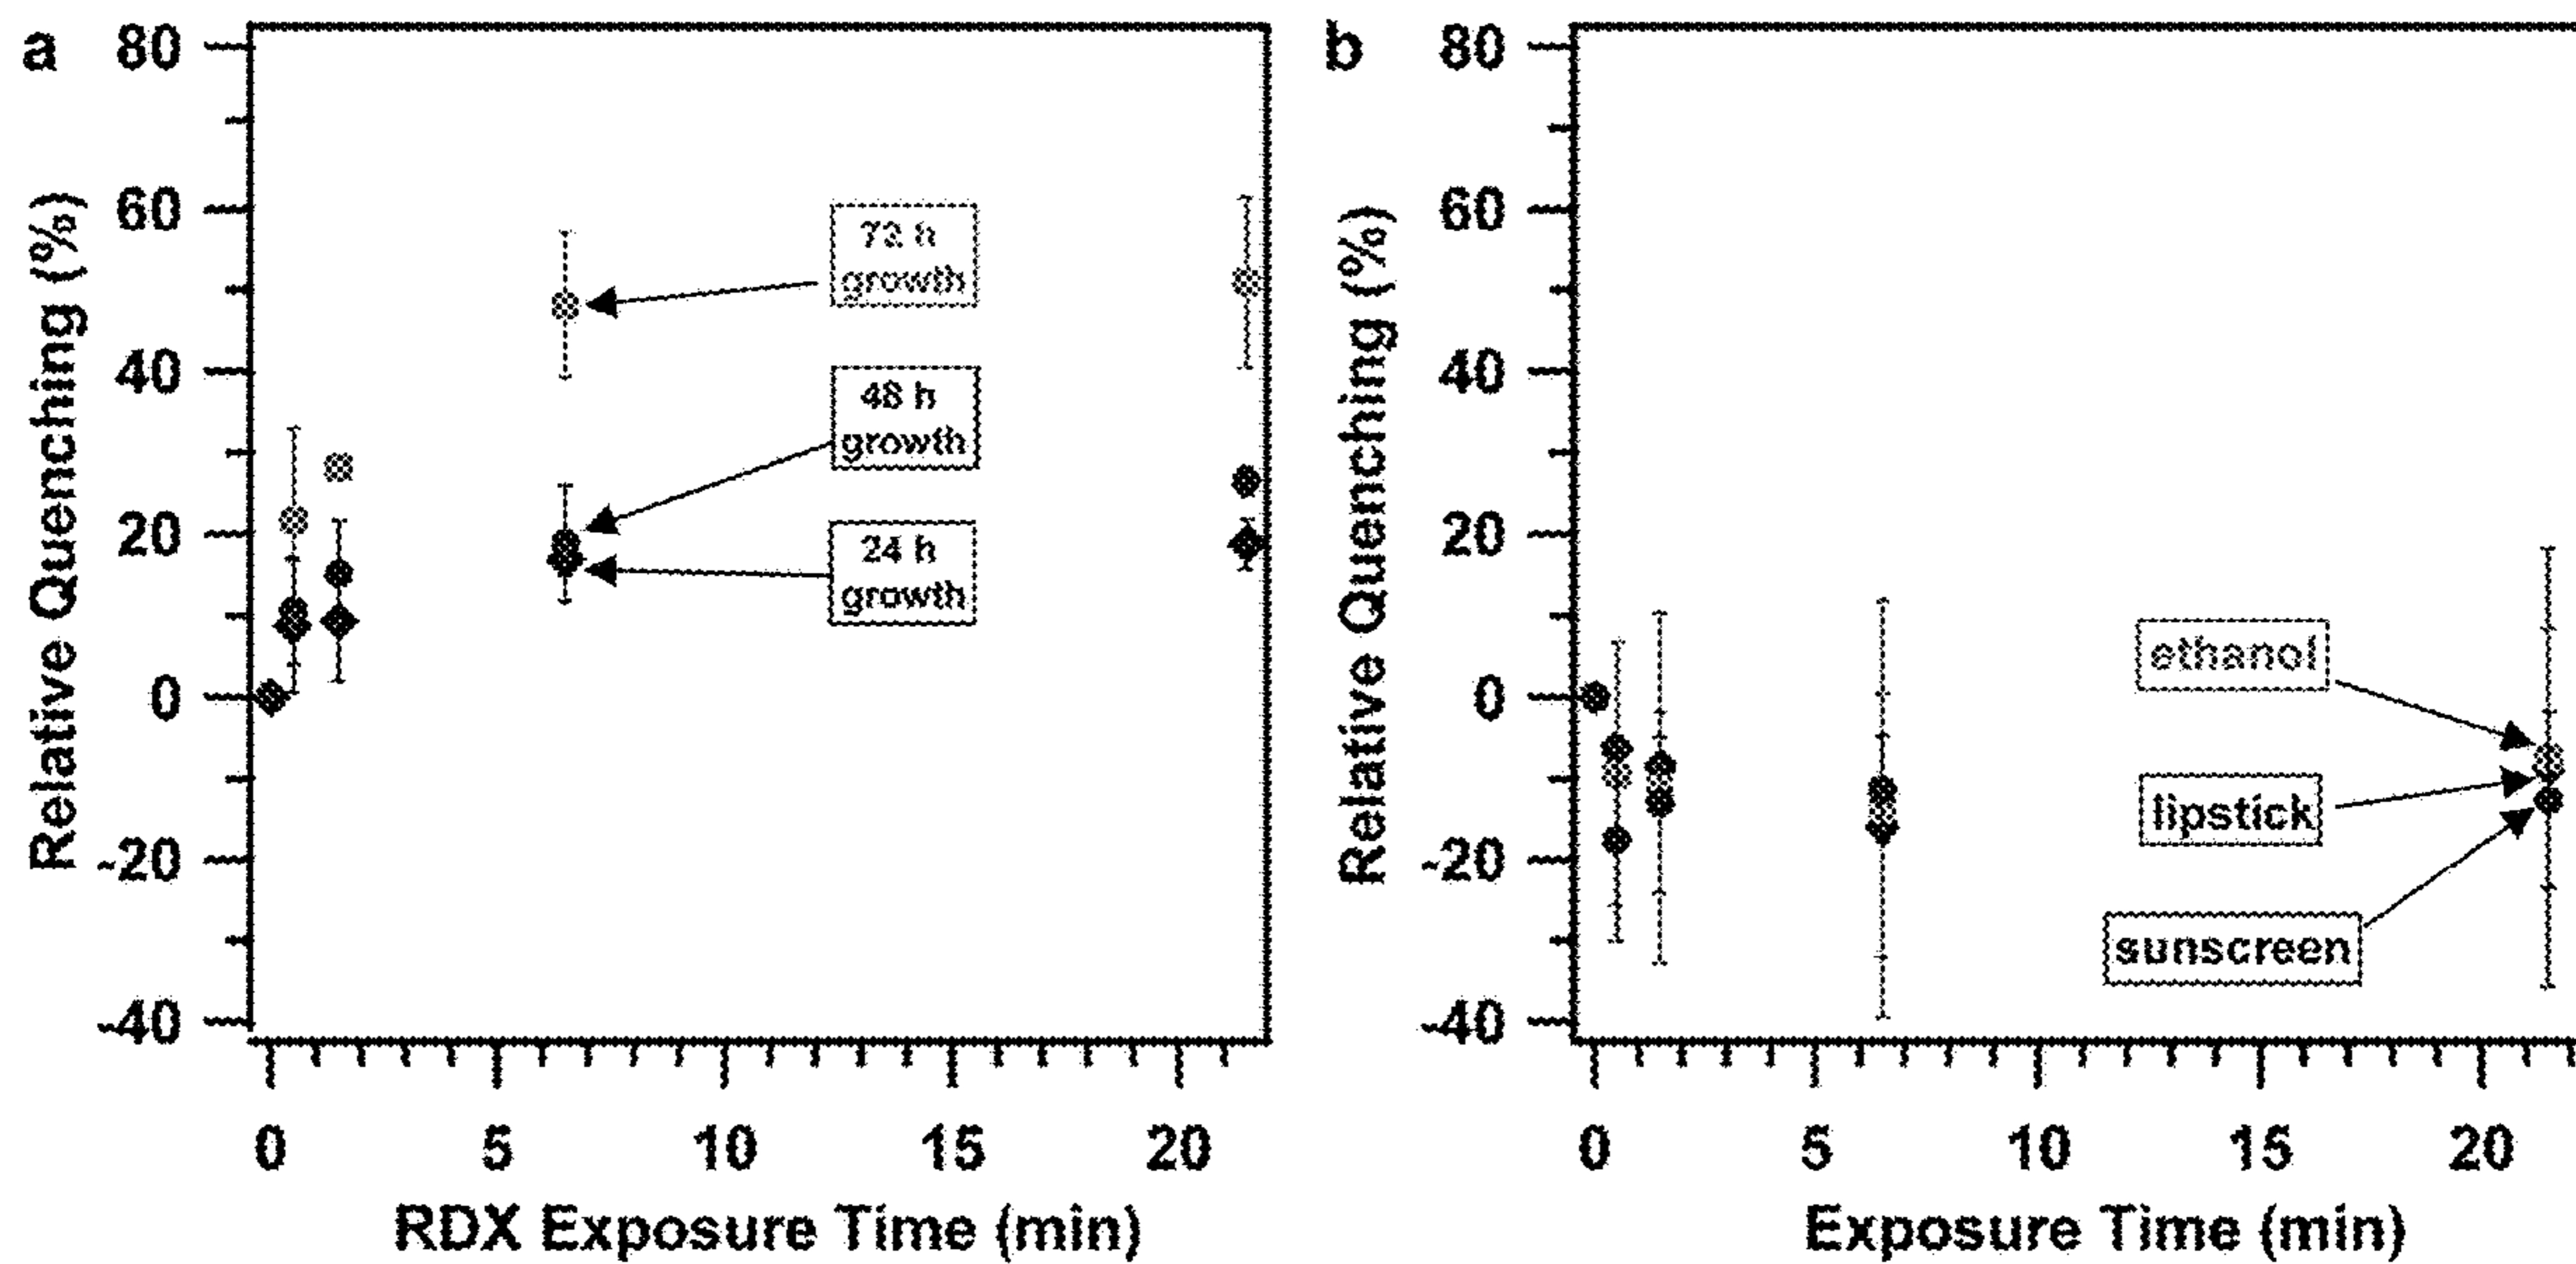 a
80
60
40
20
0
-20
-40
Relative Quenching (%)
72 h
growth
48 h
growth
24 h
growth
0 5 10 15 20
RDX Exposure Time (min)
b
80
60
40
20
0
-20
-40
Relative Quenching (%)
ethanol
lipstick
sunscreen
0 5 10 15 20
Exposure Time (min)